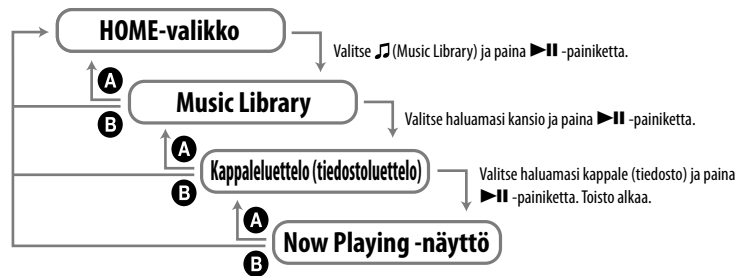 HOME-valikko
Valitse ♫ (Music Library) ja paina ►II -painiketta.
A
B
Music Library
Valitse haluamasi kansio ja paina ►II -painiketta.
A
B
Kappaleluettelo (tiedostoluettelo)
Valitse haluamasi kappale (tiedosto) ja paina
►II -painiketta. Toisto alkaa.
A
B
Now Playing -näyttö